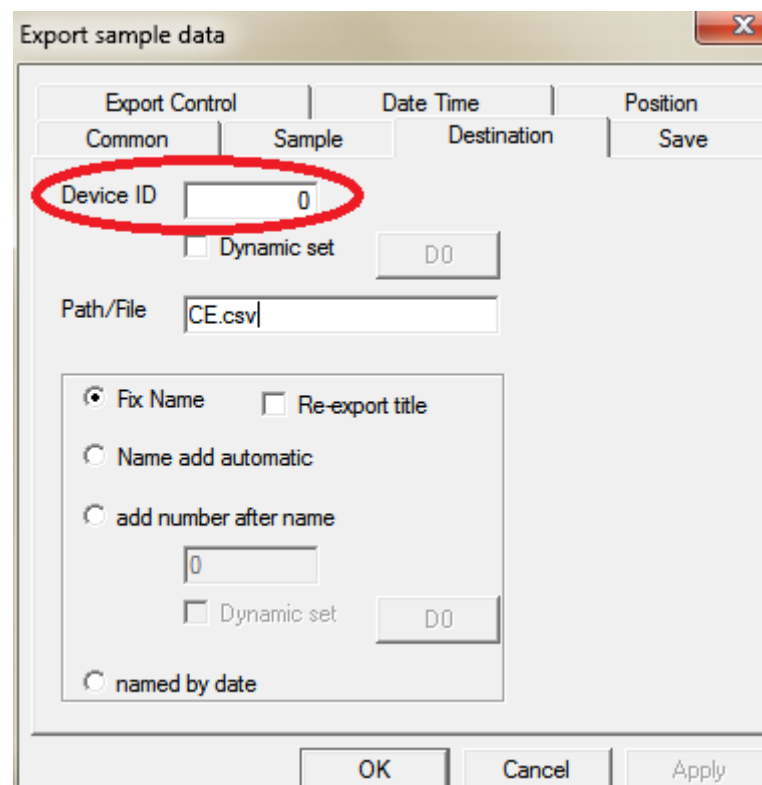 Export sample data
X
Export Control Date Time Position
Common Sample Destination Save
Device ID 0
Dynamic set D0
Path/File CE.csv
Fix Name Re-export title
Name add automatic
add number after name
0
Dynamic set D0
named by date
OK Cancel Apply